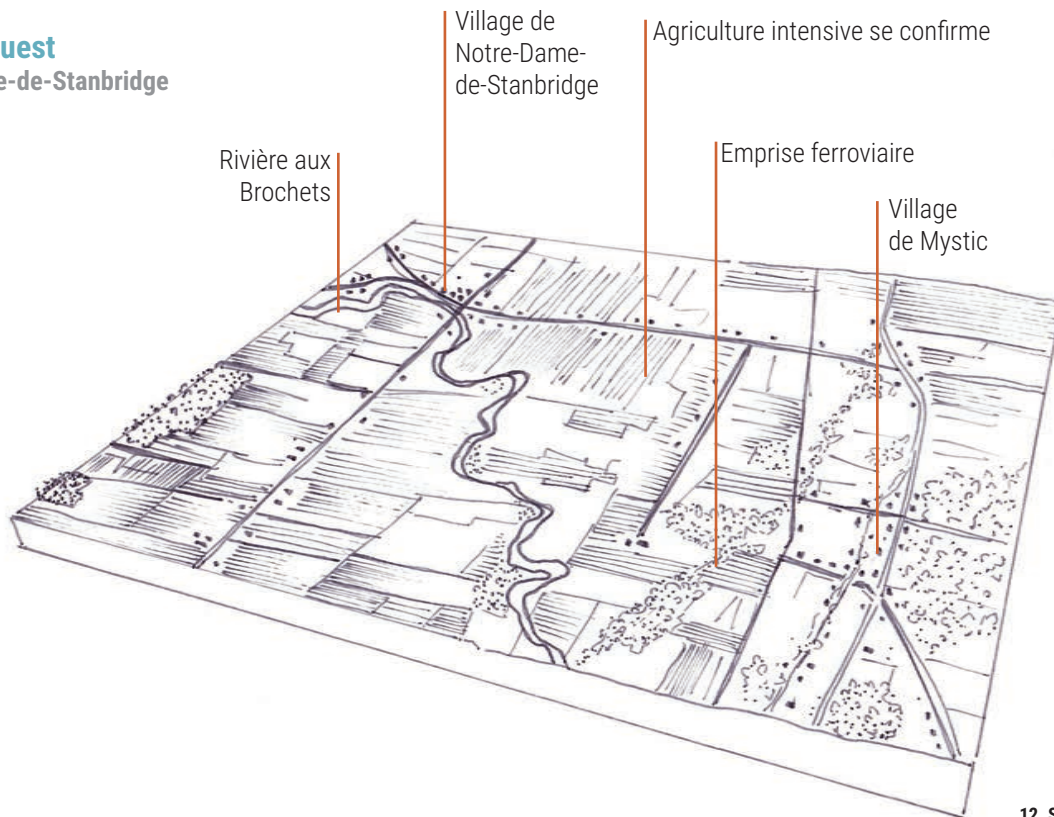 uest
e-de-Stanbridge
Village de
Notre-Dame-
de-Stanbridge
Agriculture intensive se confirme
Rivière aux
Brochets
Emprise ferroviaire
Village
de Mystic
12 S